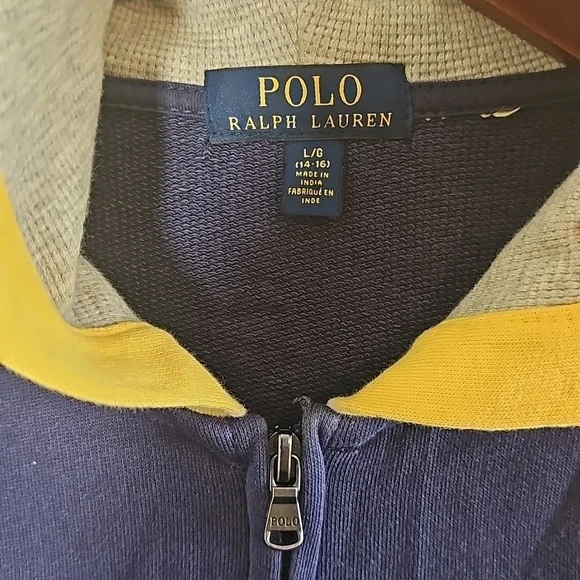 POLO
RALPH LAUREN
L/G
(14-16)
MADE IN
INDIA
FABRIQUÉ EN
INDE
POLO